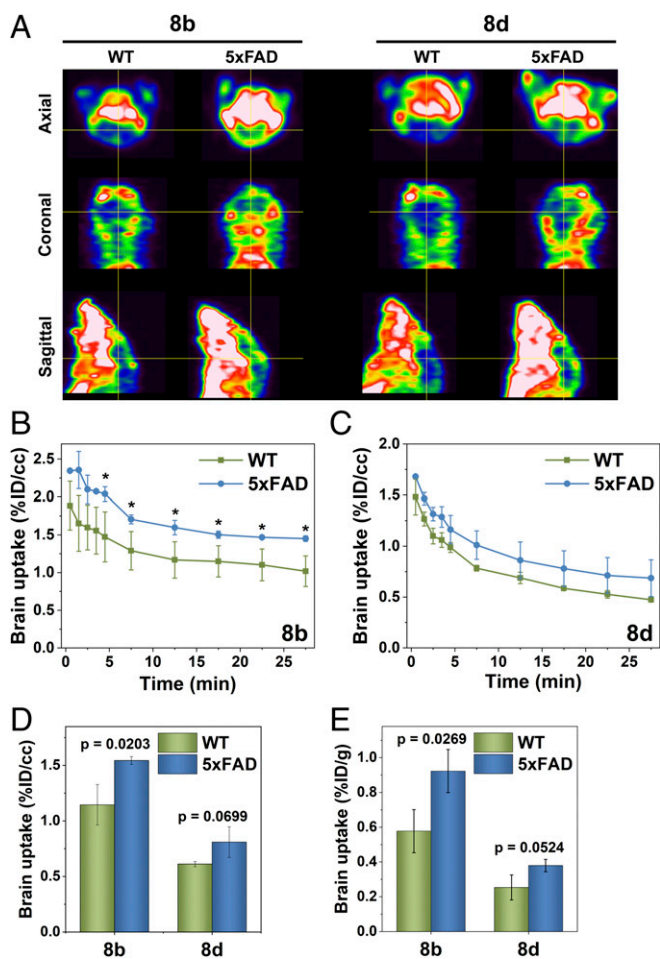 A
8b
8d
WT
5xFAD
WT
5xFAD
Axial
Coronal
Sagittal
B
Brain uptake (%ID/cc)
2.5
2.0
1.5
1.0
0.5
0.0
WT
5xFAD
* * * * * *
8b
0 5 10 15 20 25
Time (min)
C
Brain uptake (%ID/cc)
2.0
1.5
1.0
0.5
0.0
WT
5xFAD
8d
0 5 10 15 20 25
Time (min)
D
Brain uptake (%ID/cc)
1.5
1.0
0.5
0.0
WT
5xFAD
p = 0.0203
p = 0.0699
8b 8d
E
Brain uptake (%ID/g)
1.0
0.8
0.6
0.4
0.2
0.0
WT
5xFAD
p = 0.0269
p = 0.0524
8b 8d